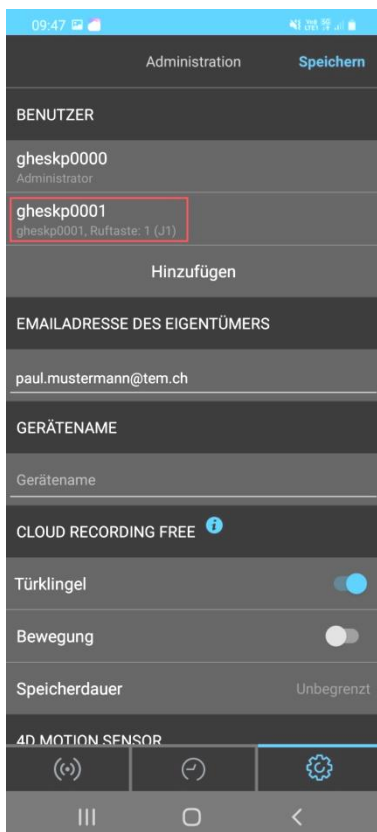 09:47
Administration
Speichern
BENUTZER
gheskp0000
Administrator
gheskp0001
gheskp0001, Ruftaste: 1 (J1)
Hinzufügen
EMAILADRESSE DES EIGENTÜMERS
paul.mustermann@tem.ch
GERÄTENAME
Gerätename
CLOUD RECORDING FREE i
Türklingel
Bewegung
Speicherdauer
Unbegrenzt
4D MOTION SENSOR